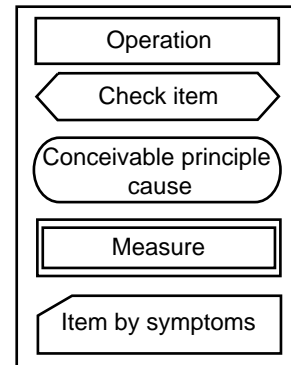 Operation
Check item
Conceivable principle
cause
Measure
Item by symptoms